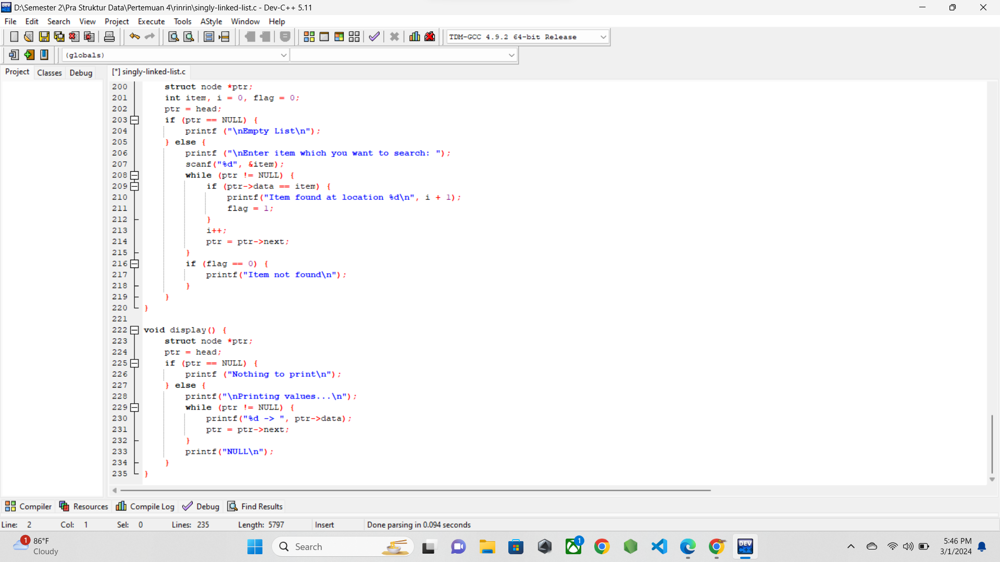 D:\Semester 2\Pra Struktur Data\Pertemuan 4\rinrin\singly-linked-list.c - Dev-C++ 5.11
File Edit Search View Project Execute Tools AStyle Window Help
TDM-GCC 4.9.2 64-bit Release
(globals)
Project Classes Debug [*] singly-linked-list.c
200 struct node *ptr;
201 int item, i = 0, flag = 0;
202 ptr = head;
203 if (ptr == NULL) {
204 printf ("\nEmpty List\n");
205 } else {
206 printf ("\nEnter item which you want to search: ");
207 scanf("%d", &item);
208 while (ptr != NULL) {
209 if (ptr->data == item) {
210 printf("Item found at location %d\n", i + 1);
211 flag = 1;
212 }
213 i++;
214 ptr = ptr->next;
215 }
216 if (flag == 0) {
217 printf("Item not found\n");
218 }
219 }
220 }
221
222 void display() {
223 struct node *ptr;
224 ptr = head;
225 if (ptr == NULL) {
226 printf ("Nothing to print\n");
227 } else {
228 printf("\nPrinting values...\n");
229 while (ptr != NULL) {
230 printf("%d -> ", ptr->data);
231 ptr = ptr->next;
232 }
233 printf("NULL\n");
234 }
235 }
Compiler Resources Compile Log Debug Find Results
Line: 2 Col: 1 Sel: 0 Lines: 235 Length: 5797 Insert Done parsing in 0.094 seconds
1 86°F
Cloudy
Search
1
DEV C++
5:46 PM
3/1/2024